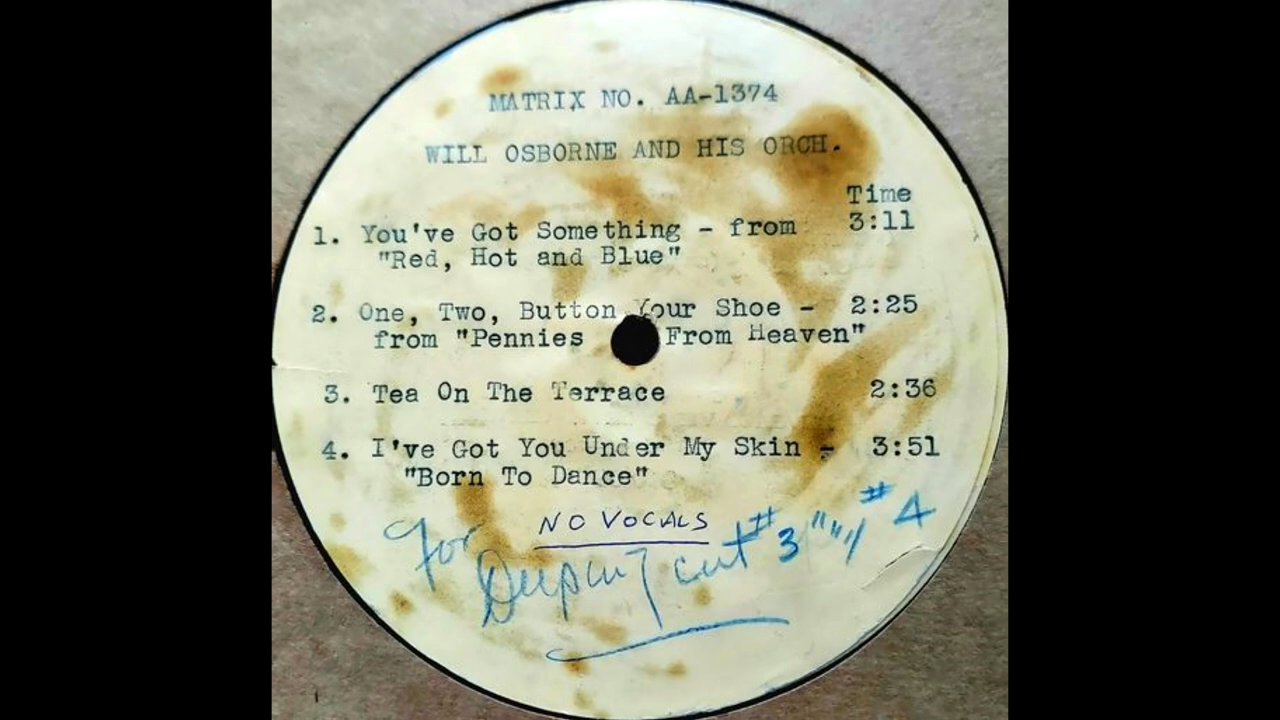 MATRIX NO. AA-1374
WILL OSBORNE AND HIS ORCH.
Time
1. You've Got Something - from 3:11
"Red, Hot and Blue"
2. One, Two, Button Your Shoe - 2:25
from "Pennies From Heaven"
3. Tea On The Terrace 2:36
4. I've Got You Under My Skin - 3:51
"Born To Dance"
NO VOCALS
For
cut #3 """ #4